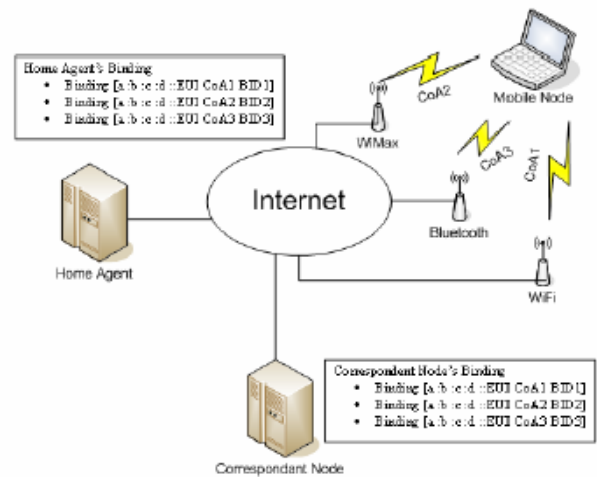 Home Agent's Binding
• Binding [a:b:c:d::EUI CoA1 BID1]
• Binding [a:b:c:d::EUI CoA2 BID2]
• Binding [a:b:c:d::EUI CoA3 BID3]
CoA2
Mobile Node
WiMax
CoA3
CoA1
Internet
Bluetooth
Home Agent
WiFi
Correspondent Node's Binding
• Binding [a:b:c:d::EUI CoA1 BID1]
• Binding [a:b:c:d::EUI CoA2 BID2]
• Binding [a:b:c:d::EUI CoA3 BID3]
Correspondant Node